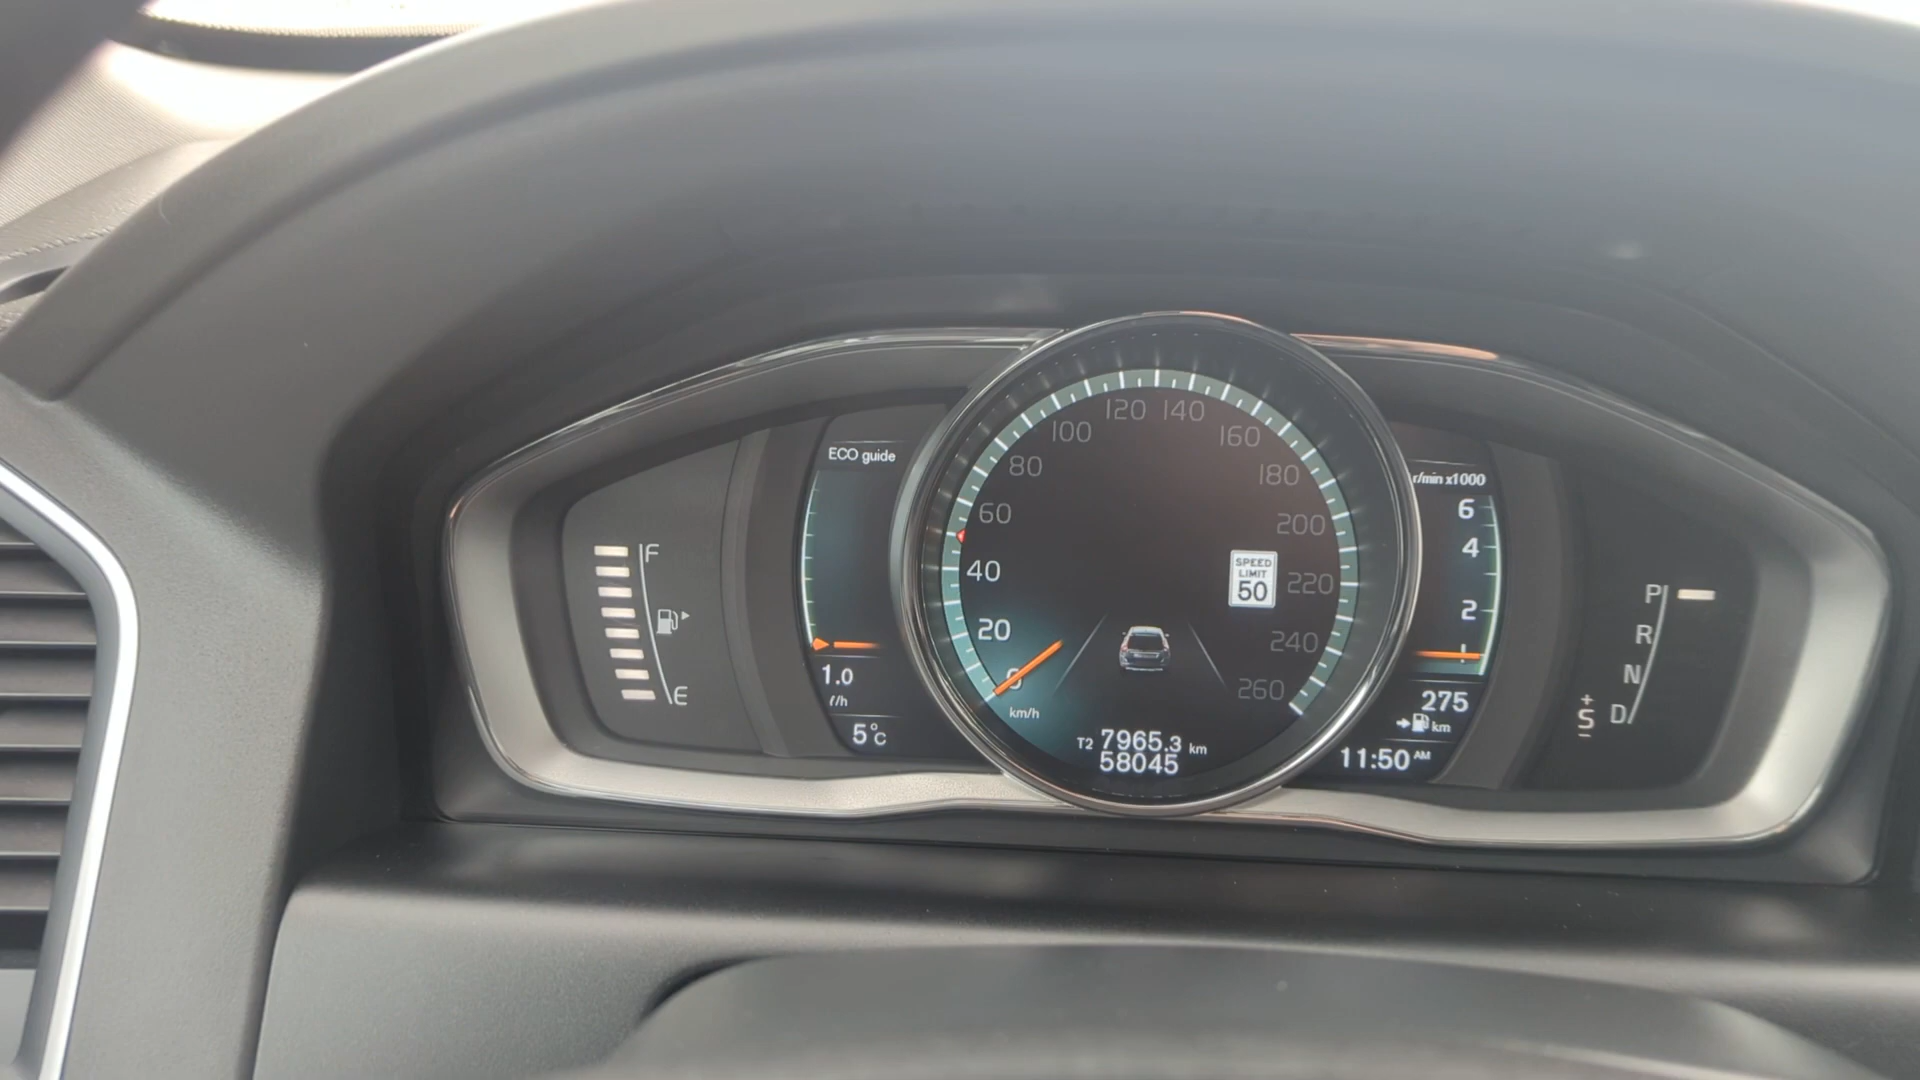 F
E
ECO guide
1.0
l/h
5°C
0
20
40
60
80
100
120
140
160
180
200
220
240
260
km/h
SPEED
LIMIT
50
T2 7965.3 km
58045
r/min x1000
6
4
2
1
275
km
11:50 AM
P
R
N
D
+
S
-